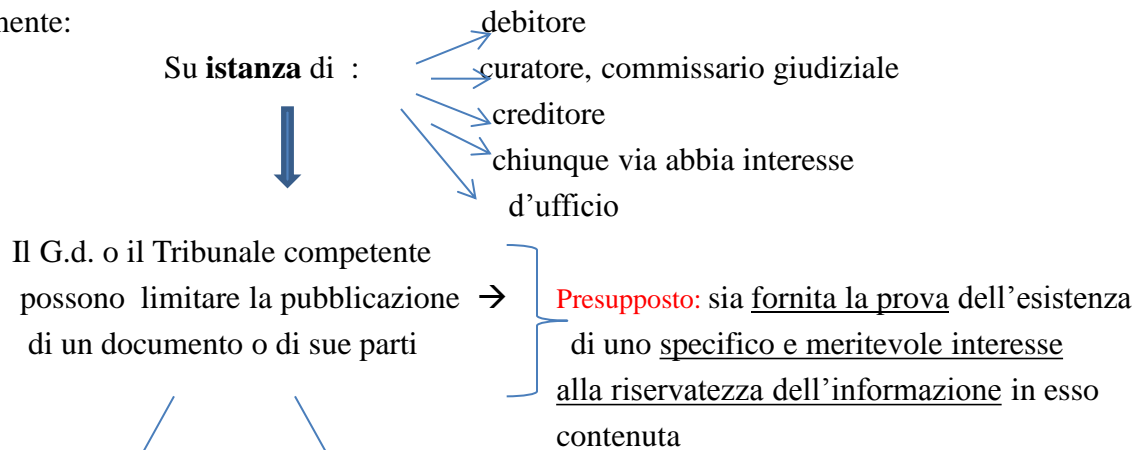 nente:
debitore
Su istanza di :
curatore, commissario giudiziale
creditore
chiunque via abbia interesse
d’ufficio
Il G.d. o il Tribunale competente
possono limitare la pubblicazione →
di un documento o di sue parti
Presupposto: sia fornita la prova dell’esistenza
di uno specifico e meritevole interesse
alla riservatezza dell’informazione in esso
contenuta